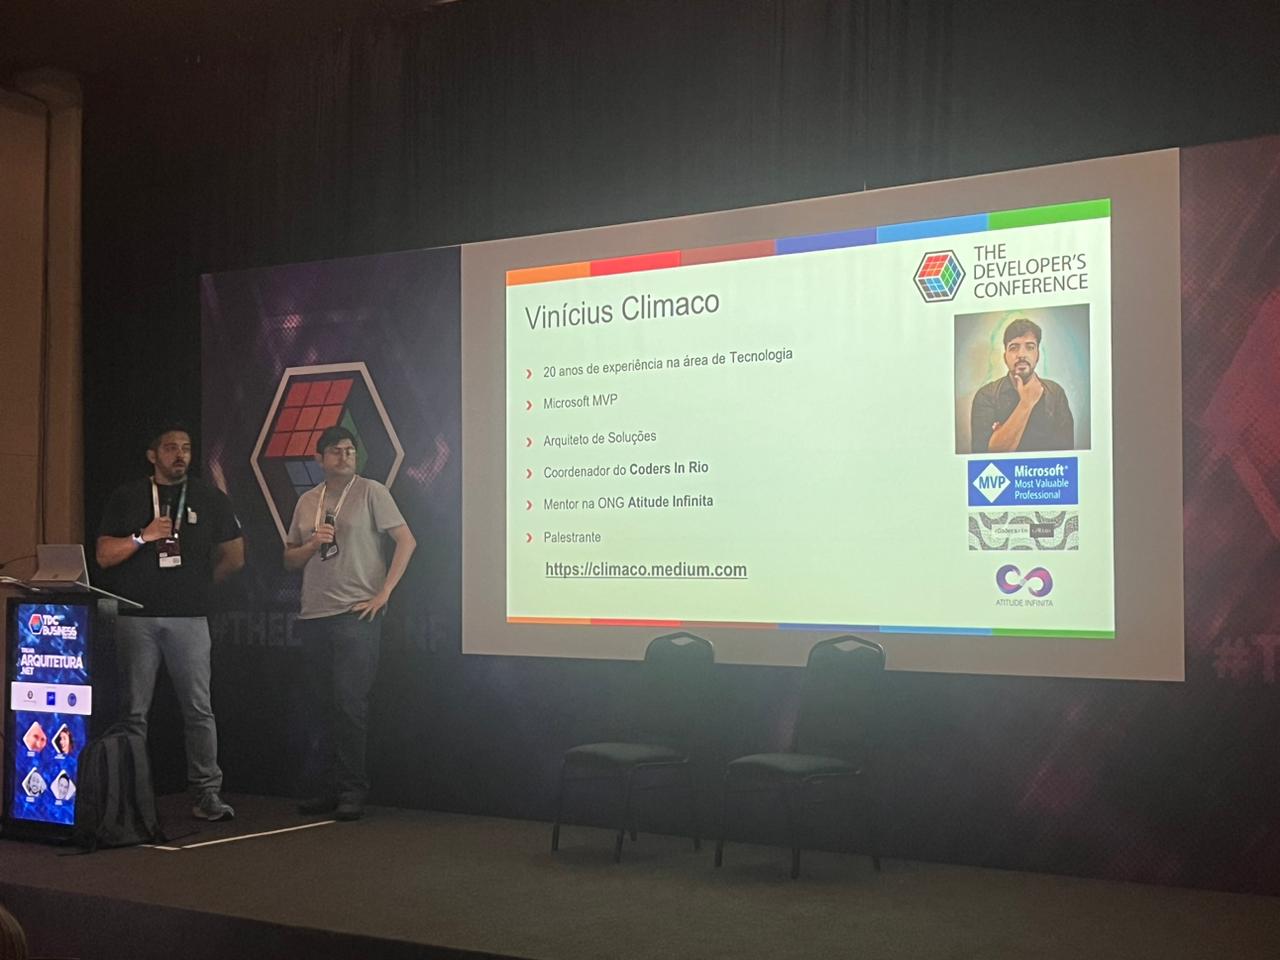 Vinícius Climaco
20 anos de experiência na área de Tecnologia
Microsoft MVP
Arquiteto de Soluções
Coordenador do Coders In Rio
Mentor na ONG Atitude Infinita
Palestrante
https://climaco.medium.com
THE
DEVELOPER'S
CONFERENCE
MVP
Microsoft®
Most Valuable
Professional
ATITUDE INFINITA
TDC
BUSINESS
TRILHA
ARQUITETURA
.NET